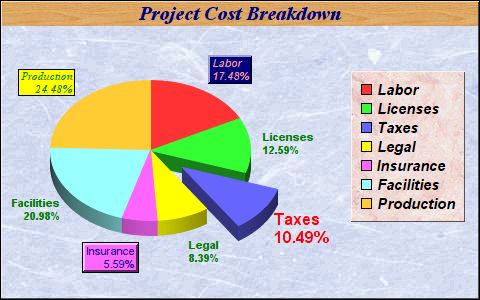 Project Cost Breakdown
Labor
17.48%
Production
24.48%
Licenses
12.59%
Facilities
20.98%
Taxes
10.49%
Legal
8.39%
Insurance
5.59%
Labor
Licenses
Taxes
Legal
Insurance
Facilities
Production